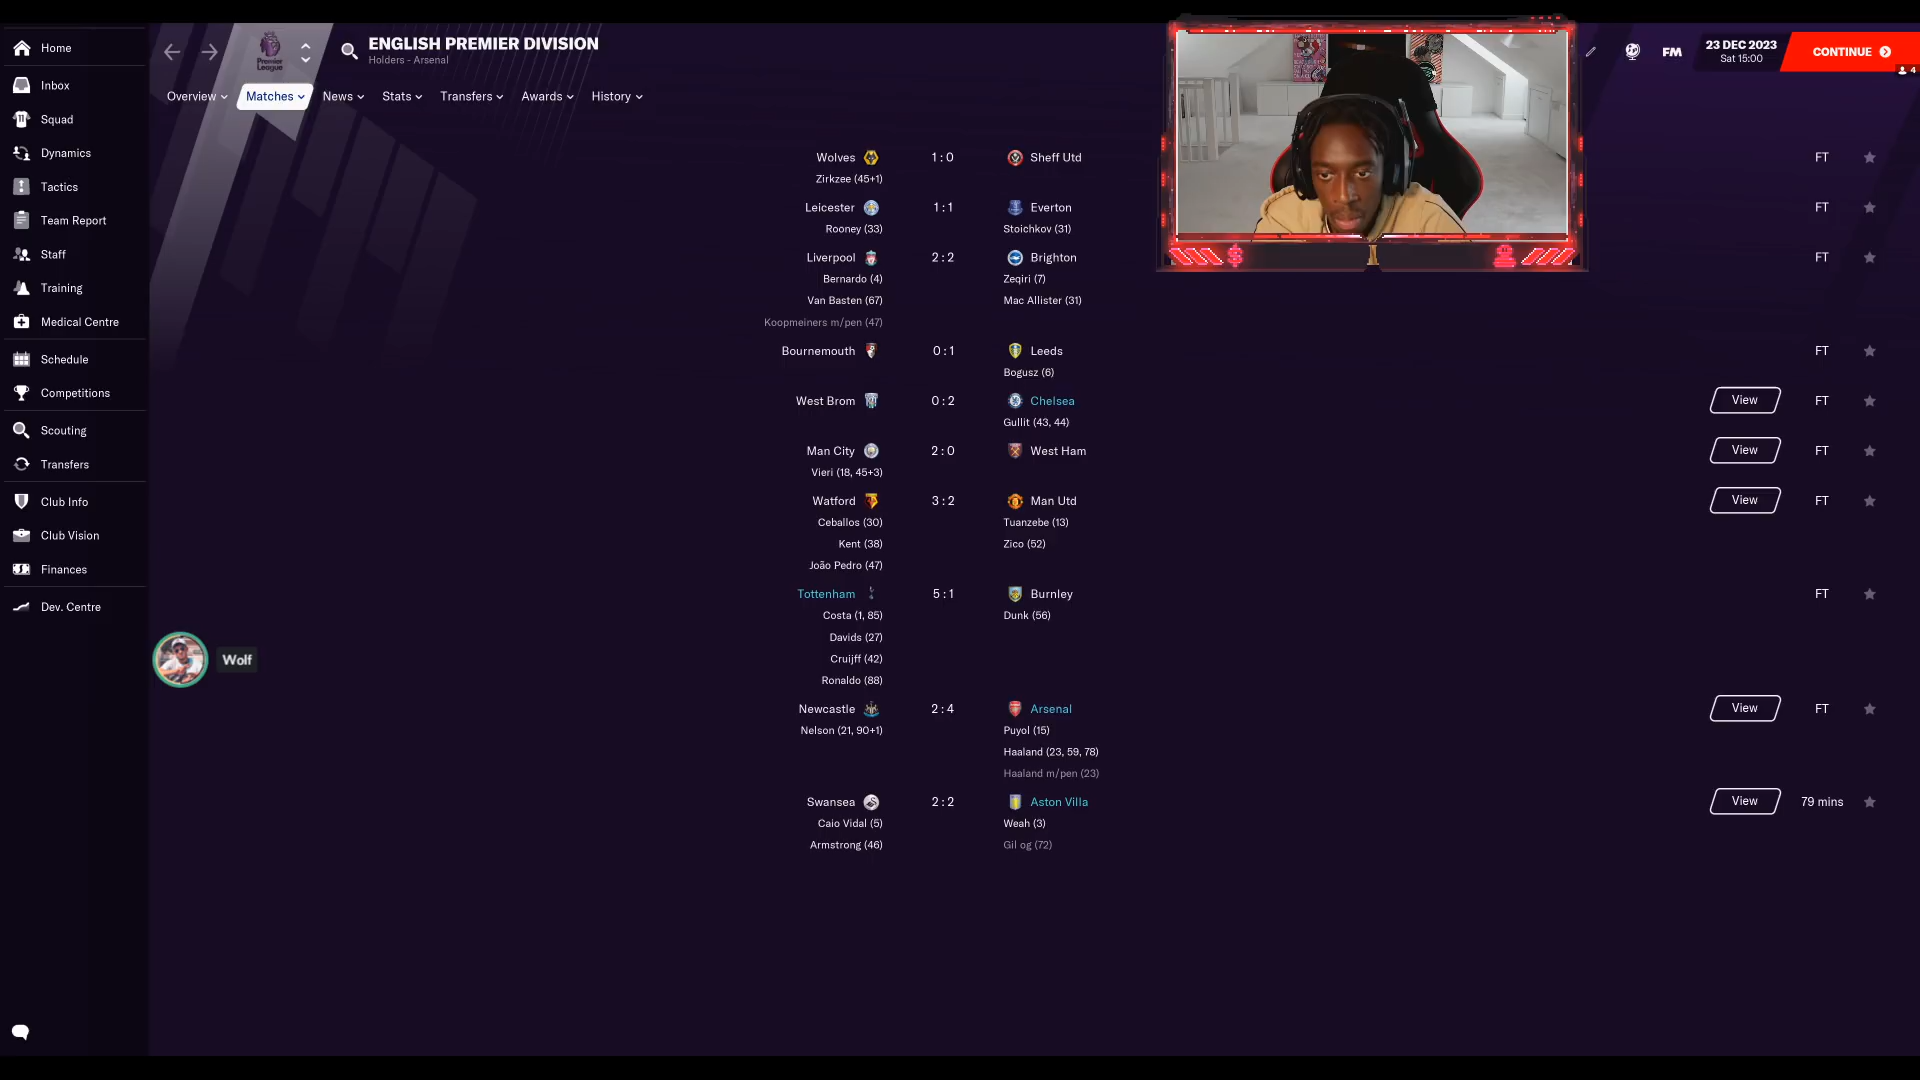 Home
Inbox
Squad
Dynamics
Tactics
Team Report
Staff
Training
Medical Centre
Schedule
Competitions
Scouting
Transfers
Club Info
Club Vision
Finances
Dev. Centre
Premier League
ENGLISH PREMIER DIVISION
Holders - Arsenal
FM
23 DEC 2023
Sat 15:00
CONTINUE
4
Overview Matches News Stats Transfers Awards History
Wolves 1 : 0 Sheff Utd FT
Zirkzee (45+1)
Leicester 1 : 1 Everton FT
Rooney (33) Stoichkov (31)
Liverpool 2 : 2 Brighton FT
Bernardo (4) Zeqiri (7)
Van Basten (67) Mac Allister (31)
Koopmeiners m/pen (47)
Bournemouth 0 : 1 Leeds FT
Bogusz (6)
West Brom 0 : 2 Chelsea View FT
Gullit (43, 44)
Man City 2 : 0 West Ham View FT
Vieri (18, 45+3)
Watford 3 : 2 Man Utd View FT
Ceballos (30) Tuanzebe (13)
Kent (38) Zico (52)
João Pedro (47)
Tottenham 5 : 1 Burnley FT
Costa (1, 85) Dunk (56)
Davids (27)
Cruijff (42)
Ronaldo (88)
Wolf
Newcastle 2 : 4 Arsenal View FT
Nelson (21, 90+1) Puyol (15)
Haaland (23, 59, 78)
Haaland m/pen (23)
Swansea 2 : 2 Aston Villa View 79 mins
Caio Vidal (5) Weah (3)
Armstrong (46) Gil og (72)